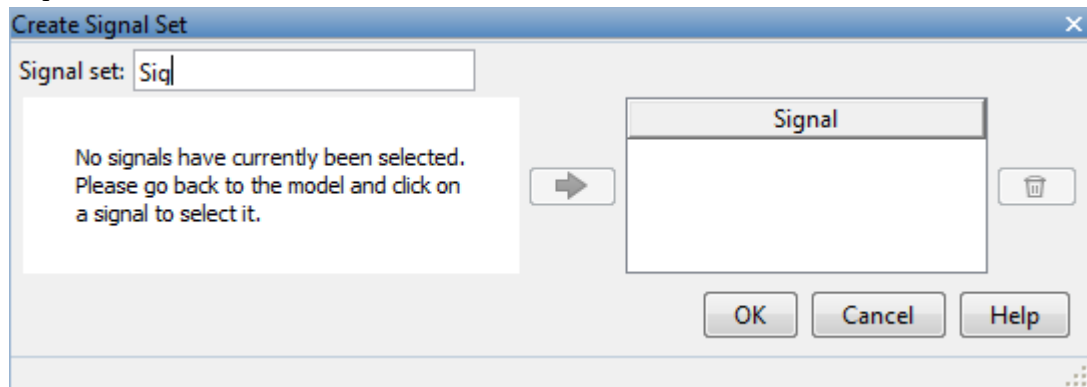 Create Signal Set
Signal set: Sig
No signals have currently been selected.
Please go back to the model and click on
a signal to select it.
Signal
OK Cancel Help